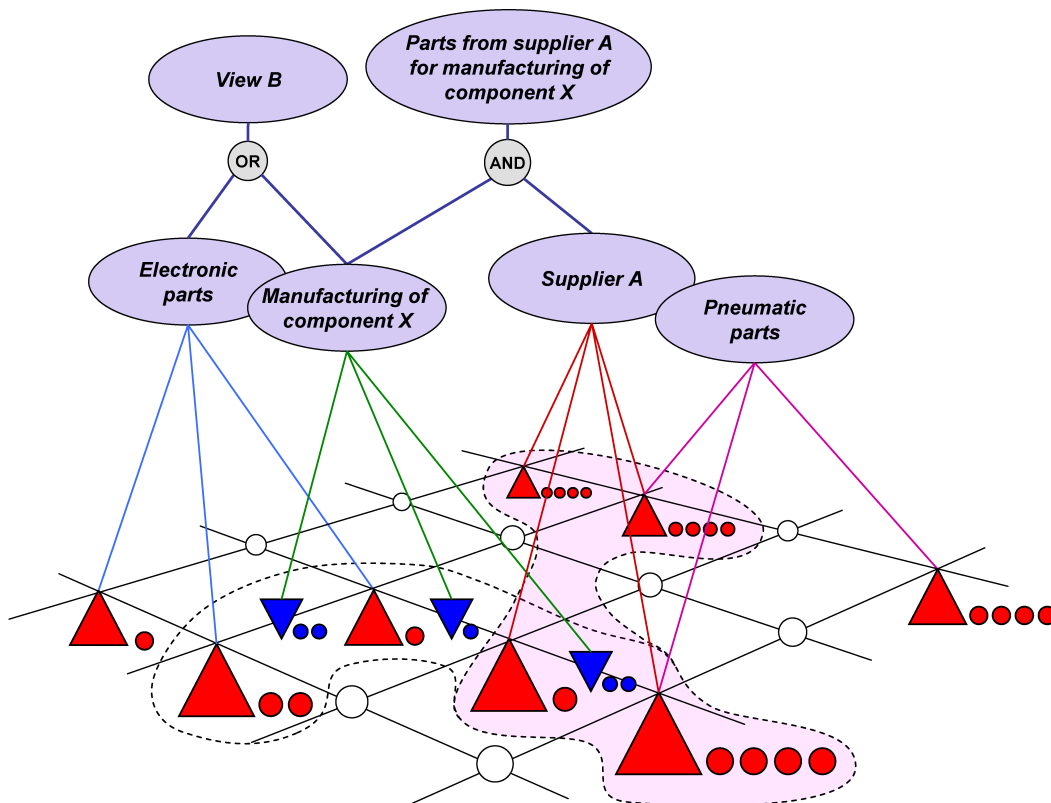 View B
Parts from supplier A
for manufacturing of
component X
OR
AND
Electronic
parts
Manufacturing of
component X
Supplier A
Pneumatic
parts